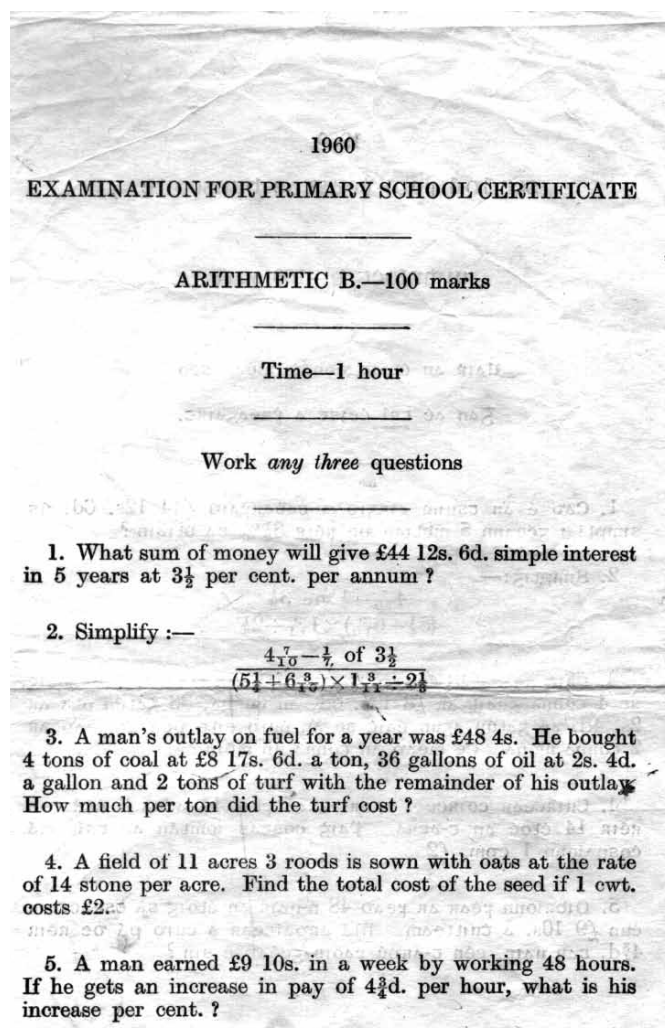 1960
EXAMINATION FOR PRIMARY SCHOOL CERTIFICATE
ARITHMETIC B.—100 marks
Time—1 hour
Work any three questions
1. What sum of money will give £44 12s. 6d. simple interest
in 5 years at 3½ per cent. per annum ?
2. Simplify :—
4 7/10 − 1/7 of 3½
(5¼ + 6 3/10) × 1 3/11 ÷ 2⅓
3. A man's outlay on fuel for a year was £48 4s. He bought
4 tons of coal at £8 17s. 6d. a ton, 36 gallons of oil at 2s. 4d.
a gallon and 2 tons of turf with the remainder of his outlay.
How much per ton did the turf cost ?
4. A field of 11 acres 3 roods is sown with oats at the rate
of 14 stone per acre. Find the total cost of the seed if 1 cwt.
costs £2.
5. A man earned £9 10s. in a week by working 48 hours.
If he gets an increase in pay of 4¾d. per hour, what is his
increase per cent. ?